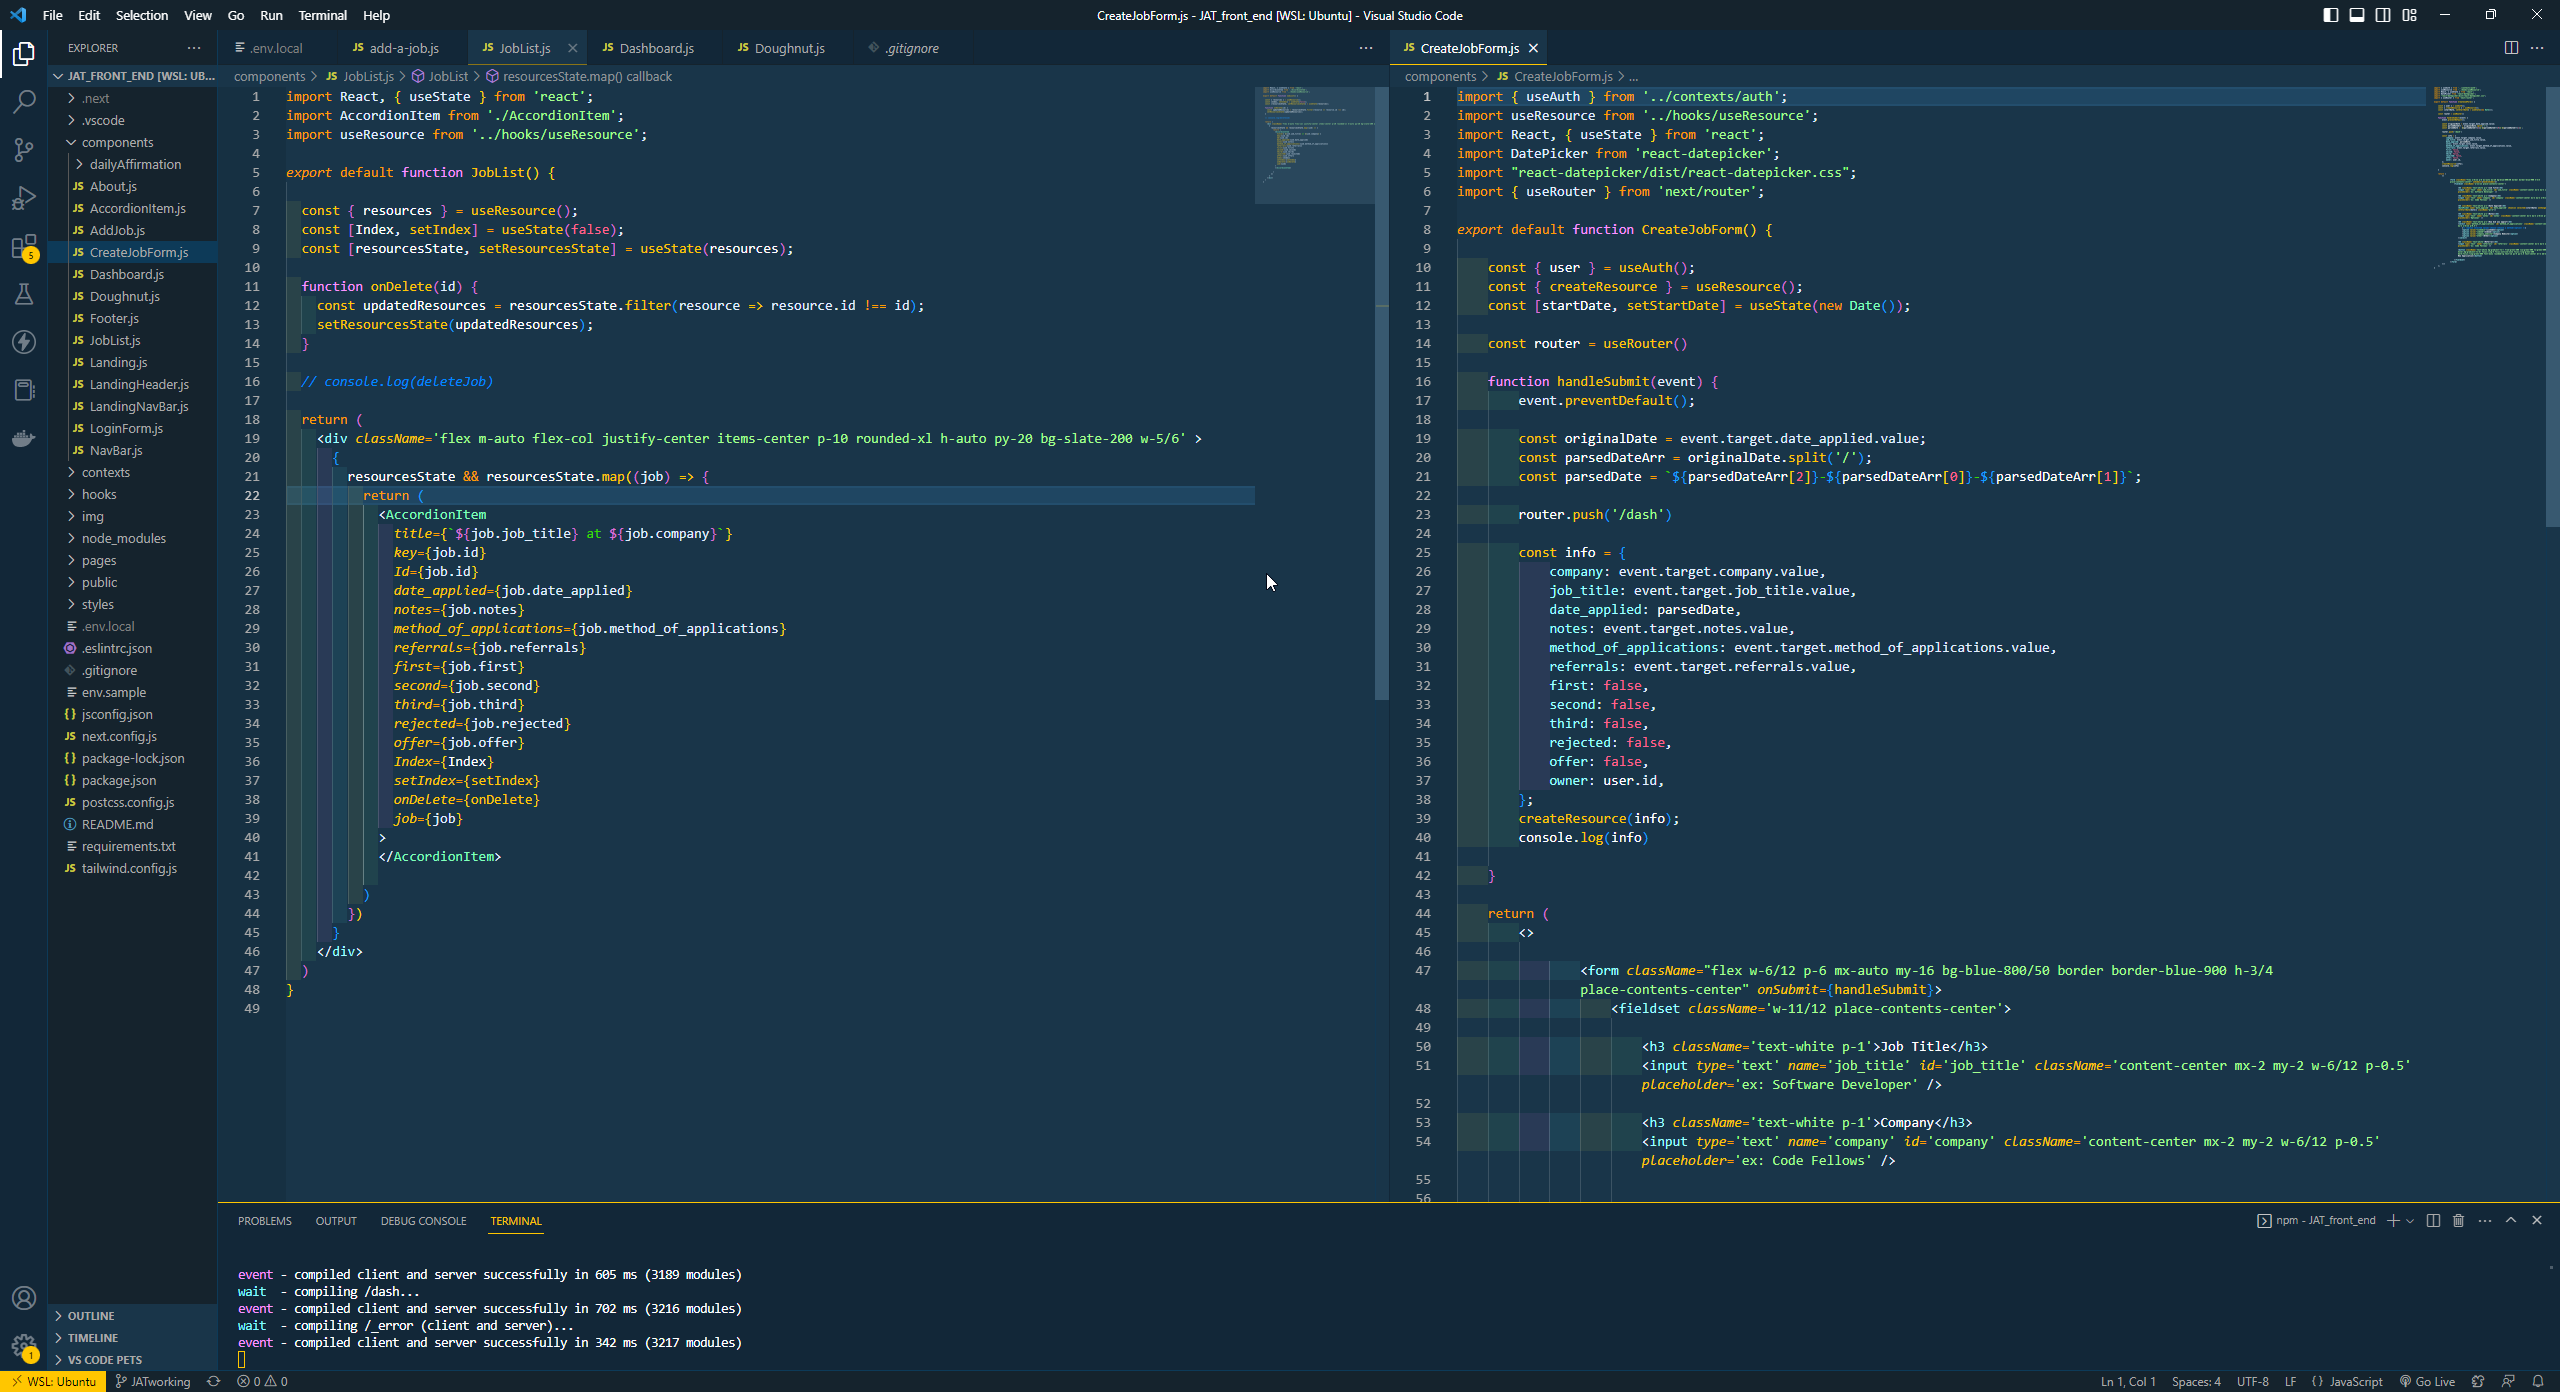 File Edit Selection View Go Run Terminal Help
CreateJobForm.js - JAT_front_end [WSL: Ubuntu] - Visual Studio Code
EXPLORER
JAT_FRONT_END [WSL: UB...
.next
.vscode
components
dailyAffirmation
JS About.js
JS AccordionItem.js
JS AddJob.js
JS CreateJobForm.js
JS Dashboard.js
JS Doughnut.js
JS Footer.js
JS JobList.js
JS Landing.js
JS LandingHeader.js
JS LandingNavBar.js
JS LoginForm.js
JS NavBar.js
contexts
hooks
img
node_modules
pages
public
styles
.env.local
.eslintrc.json
.gitignore
env.sample
{} jsconfig.json
JS next.config.js
{} package-lock.json
{} package.json
JS postcss.config.js
README.md
requirements.txt
JS tailwind.config.js
OUTLINE
TIMELINE
VS CODE PETS
5
1
.env.local JS add-a-job.js JS JobList.js JS Dashboard.js JS Doughnut.js .gitignore
components > JS JobList.js > JobList > resourcesState.map() callback
1 import React, { useState } from 'react';
2 import AccordionItem from './AccordionItem';
3 import useResource from '../hooks/useResource';
4
5 export default function JobList() {
6
7 const { resources } = useResource();
8 const [Index, setIndex] = useState(false);
9 const [resourcesState, setResourcesState] = useState(resources);
10
11 function onDelete(id) {
12 const updatedResources = resourcesState.filter(resource => resource.id !== id);
13 setResourcesState(updatedResources);
14 }
15
16 // console.log(deleteJob)
17
18 return (
19 <div className='flex m-auto flex-col justify-center items-center p-10 rounded-xl h-auto py-20 bg-slate-200 w-5/6' >
20 {
21 resourcesState && resourcesState.map((job) => {
22 return (
23 <AccordionItem
24 title={`${job.job_title} at ${job.company}`}
25 key={job.id}
26 Id={job.id}
27 date_applied={job.date_applied}
28 notes={job.notes}
29 method_of_applications={job.method_of_applications}
30 referrals={job.referrals}
31 first={job.first}
32 second={job.second}
33 third={job.third}
34 rejected={job.rejected}
35 offer={job.offer}
36 Index={Index}
37 setIndex={setIndex}
38 onDelete={onDelete}
39 job={job}
40 >
41 </AccordionItem>
42
43 )
44 })
45 }
46 </div>
47 )
48 }
49
JS CreateJobForm.js
components > JS CreateJobForm.js > ...
1 import { useAuth } from '../contexts/auth';
2 import useResource from '../hooks/useResource';
3 import React, { useState } from 'react';
4 import DatePicker from 'react-datepicker';
5 import "react-datepicker/dist/react-datepicker.css";
6 import { useRouter } from 'next/router';
7
8 export default function CreateJobForm() {
9
10 const { user } = useAuth();
11 const { createResource } = useResource();
12 const [startDate, setStartDate] = useState(new Date());
13
14 const router = useRouter()
15
16 function handleSubmit(event) {
17 event.preventDefault();
18
19 const originalDate = event.target.date_applied.value;
20 const parsedDateArr = originalDate.split('/');
21 const parsedDate = `${parsedDateArr[2]}-${parsedDateArr[0]}-${parsedDateArr[1]}`;
22
23 router.push('/dash')
24
25 const info = {
26 company: event.target.company.value,
27 job_title: event.target.job_title.value,
28 date_applied: parsedDate,
29 notes: event.target.notes.value,
30 method_of_applications: event.target.method_of_applications.value,
31 referrals: event.target.referrals.value,
32 first: false,
33 second: false,
34 third: false,
35 rejected: false,
36 offer: false,
37 owner: user.id,
38 };
39 createResource(info);
40 console.log(info)
41
42 }
43
44 return (
45 <>
46
47 <form className="flex w-6/12 p-6 mx-auto my-16 bg-blue-800/50 border border-blue-900 h-3/4
place-contents-center" onSubmit={handleSubmit}>
48 <fieldset className='w-11/12 place-contents-center'>
49
50 <h3 className='text-white p-1'>Job Title</h3>
51 <input type='text' name='job_title' id='job_title' className='content-center mx-2 my-2 w-6/12 p-0.5'
placeholder='ex: Software Developer' />
52
53 <h3 className='text-white p-1'>Company</h3>
54 <input type='text' name='company' id='company' className='content-center mx-2 my-2 w-6/12 p-0.5'
placeholder='ex: Code Fellows' />
55
56
PROBLEMS OUTPUT DEBUG CONSOLE TERMINAL
npm - JAT_front_end
event - compiled client and server successfully in 605 ms (3189 modules)
wait - compiling /dash...
event - compiled client and server successfully in 702 ms (3216 modules)
wait - compiling /_error (client and server)...
event - compiled client and server successfully in 342 ms (3217 modules)
WSL: Ubuntu JATworking 0 0
Ln 1, Col 1 Spaces: 4 UTF-8 LF {} JavaScript Go Live